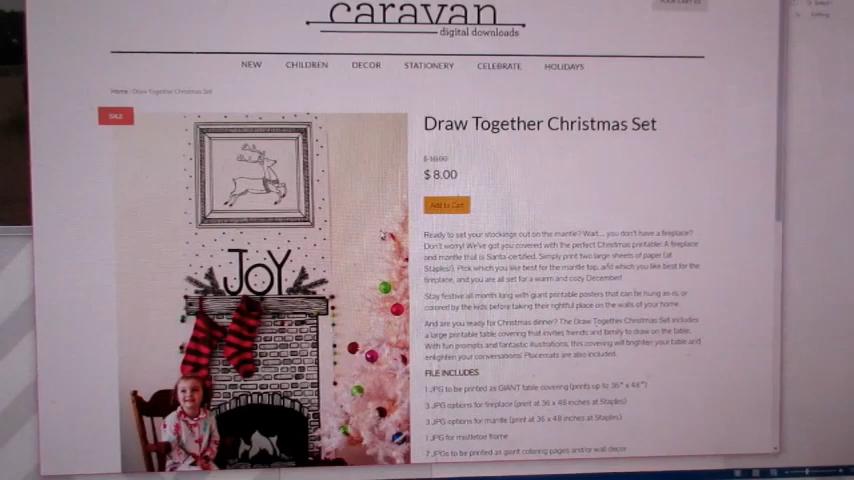 caravan
digital downloads
NEW CHILDREN DECOR STATIONERY CELEBRATE HOLIDAYS
Home / Draw Together Christmas Set
SALE
Draw Together Christmas Set
$ 8.00
Add to Cart
Ready to set your stockings out on the mantle? Wait... you don't have a fireplace?
Don't worry! We've got you covered with the perfect Christmas printable: A fireplace
and mantle that is Santa-certified. Simply print two large sheets of paper (at
Staples!). Pick which you like best for the mantle top, and which you like best for the
fireplace, and you are all set for a warm and cozy December!
Stay festive all month long with giant printable posters that can be hung as-is, or
colored by the kids before taking their rightful place on the walls of your home.
And are you ready for Christmas dinner? The Draw Together Christmas Set includes
a large printable table covering that invites friends and family to draw on the table.
With fun prompts and fantastic illustrations, this covering will brighten your table and
enlighten your conversations! Placemats are also included.
FILE INCLUDES
1 JPG to be printed as GIANT table covering (prints up to 36" x 48")
3 JPG options for fireplace (print at 36 x 48 inches at Staples)
3 JPG options for mantle (print at 36 x 48 inches at Staples)
1 JPG for mistletoe frame
7 JPGs to be printed as giant coloring pages and/or wall decor
JOY